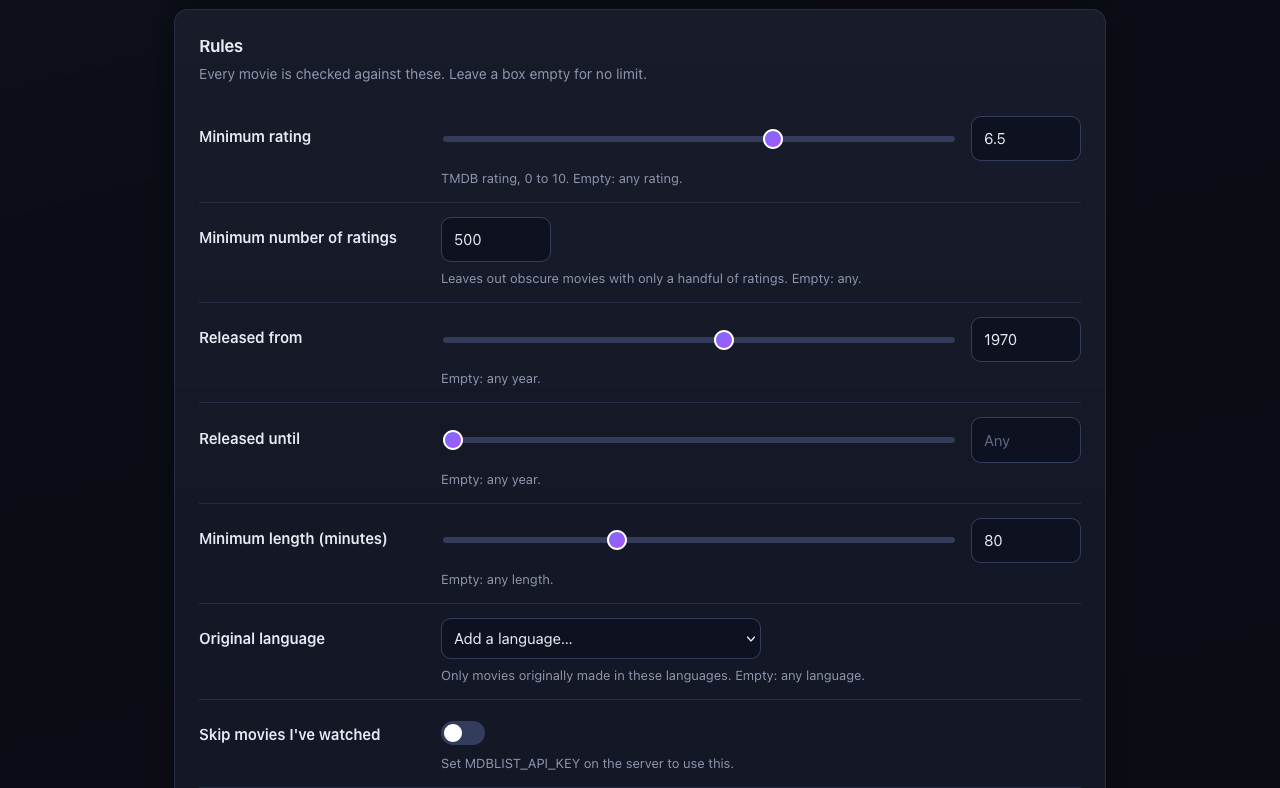 Rules
Every movie is checked against these. Leave a box empty for no limit.
Minimum rating
6.5
TMDB rating, 0 to 10. Empty: any rating.
Minimum number of ratings
500
Leaves out obscure movies with only a handful of ratings. Empty: any.
Released from
1970
Empty: any year.
Released until
Any
Empty: any year.
Minimum length (minutes)
80
Empty: any length.
Original language
Add a language...
Only movies originally made in these languages. Empty: any language.
Skip movies I've watched
Set MDBLIST_API_KEY on the server to use this.